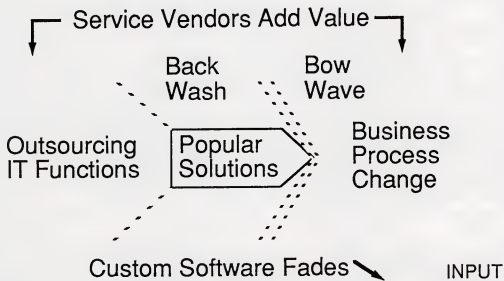 Service Vendors Add Value
Back
Wash
Bow
Wave
Outsourcing
IT Functions
Popular
Solutions
Business
Process
Change
Custom Software Fades
INPUT